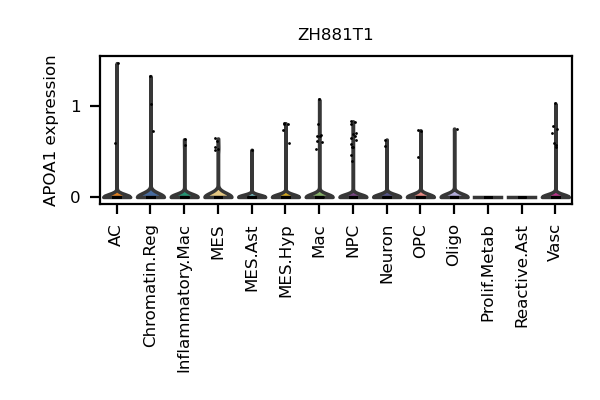 ZH881T1
APOA1 expression
1
0
AC
Chromatin.Reg
Inflammatory.Mac
MES
MES.Ast
MES.Hyp
Mac
NPC
Neuron
OPC
Oligo
Prolif.Metab
Reactive.Ast
Vasc